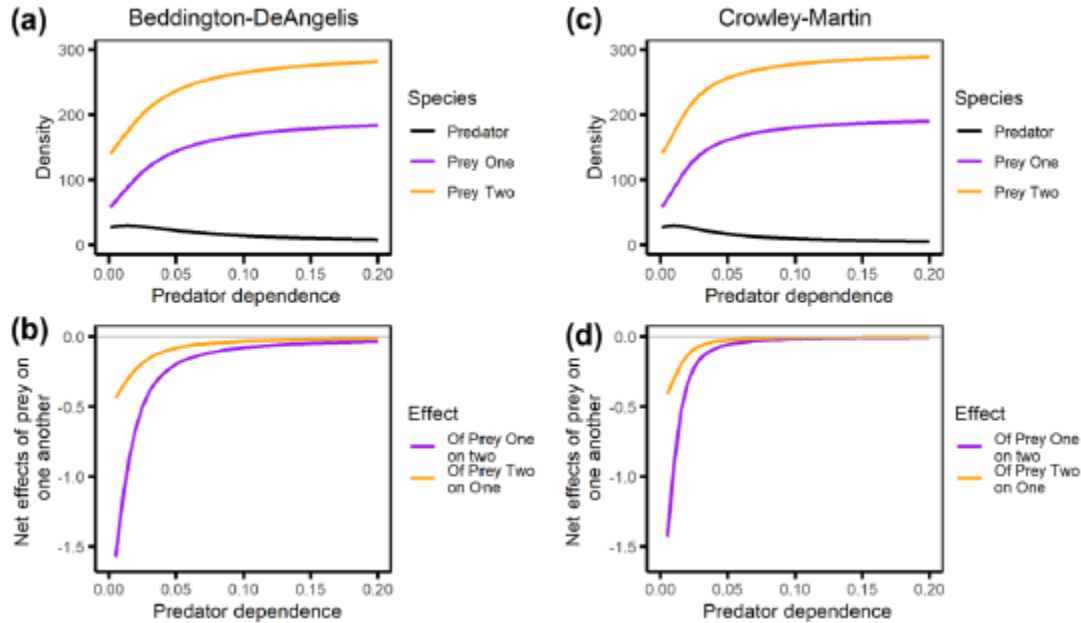 (a)
Beddington-DeAngelis
300
200
100
0
Density
0.00 0.05 0.10 0.15 0.20
Predator dependence
Species
Predator
Prey One
Prey Two
(c)
Crowley-Martin
300
200
100
0
Density
0.00 0.05 0.10 0.15 0.20
Predator dependence
Species
Predator
Prey One
Prey Two
(b)
0.0
-0.5
-1.0
-1.5
Net effects of prey on
one another
0.00 0.05 0.10 0.15 0.20
Predator dependence
Effect
Of Prey One
on two
Of Prey Two
on One
(d)
0.0
-0.5
-1.0
-1.5
Net effects of prey on
one another
0.00 0.05 0.10 0.15 0.20
Predator dependence
Effect
Of Prey One
on two
Of Prey Two
on One